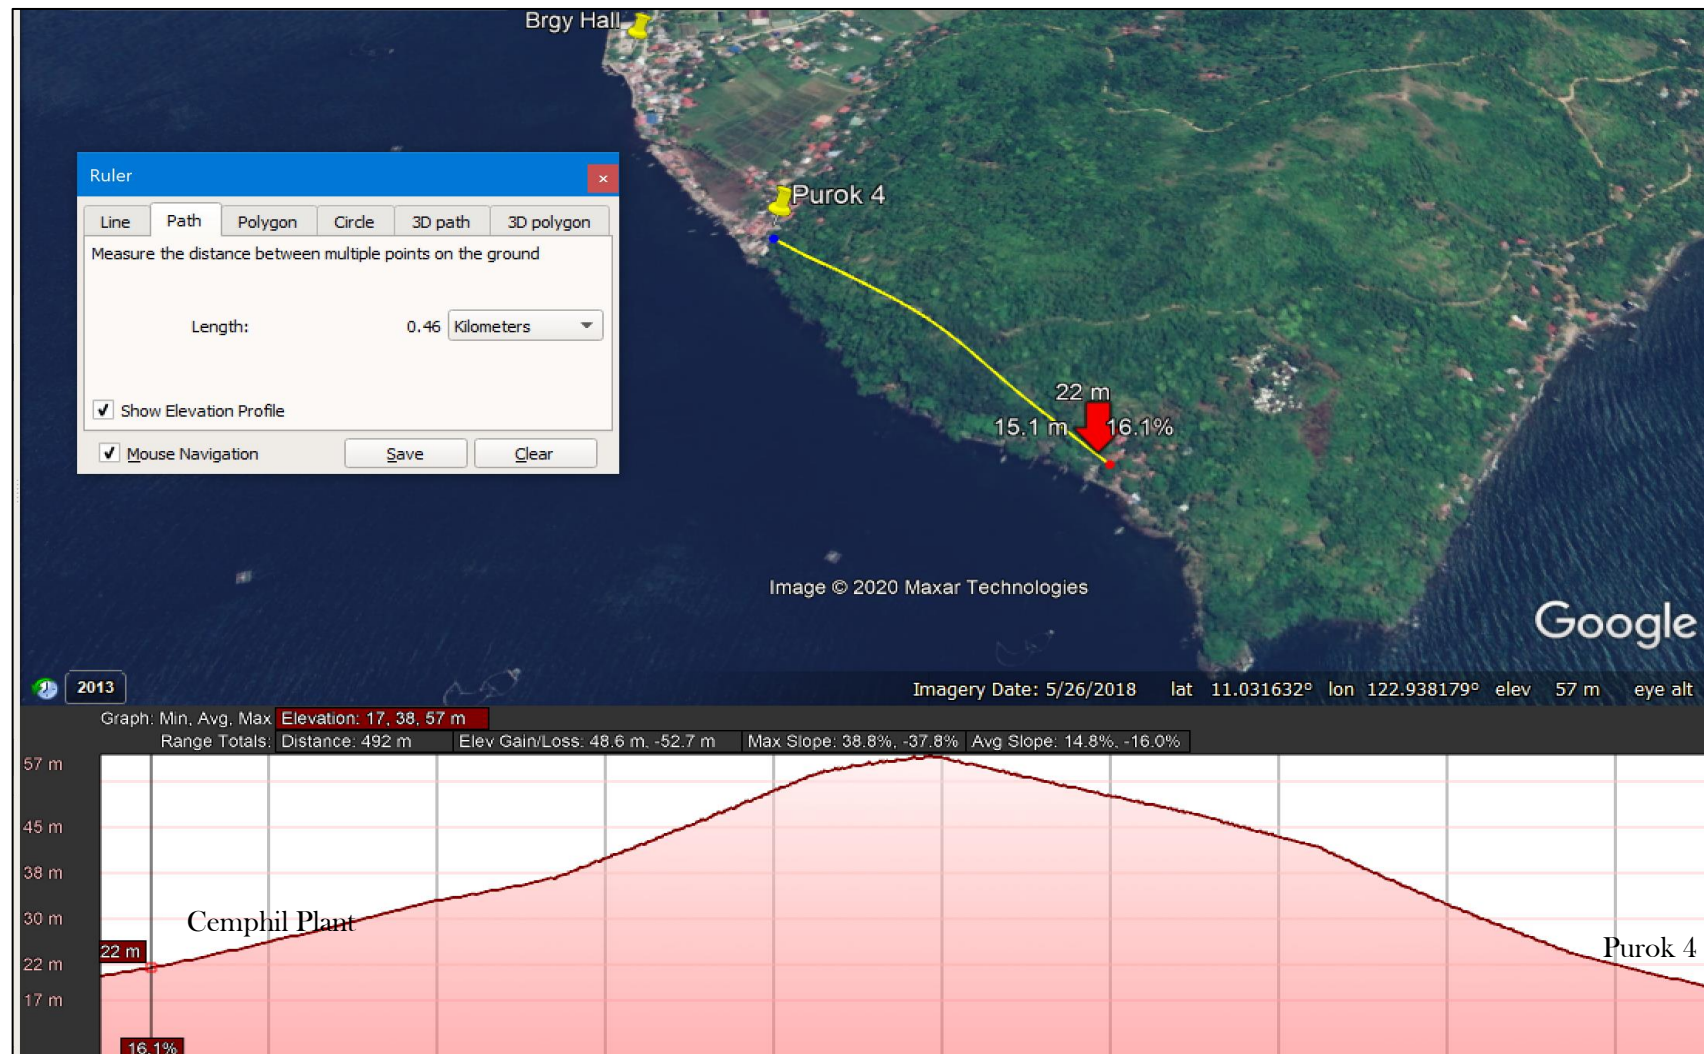 Brgy Hall
Ruler
×
Line Path Polygon Circle 3D path 3D polygon
Measure the distance between multiple points on the ground
Length: 0.46 Kilometers
Show Elevation Profile
Mouse Navigation Save Clear
Purok 4
22 m
15.1 m 16.1%
Image © 2020 Maxar Technologies
Google
2013
Imagery Date: 5/26/2018 lat 11.031632° lon 122.938179° elev 57 m eye alt
Graph: Min, Avg, Max Elevation: 17, 38, 57 m
Range Totals: Distance: 492 m Elev Gain/Loss: 48.6 m, -52.7 m Max Slope: 38.8%, -37.8% Avg Slope: 14.8%, -16.0%
57 m
45 m
38 m
30 m
Cemphil Plant
22 m
Purok 4
22 m
17 m
16.1%